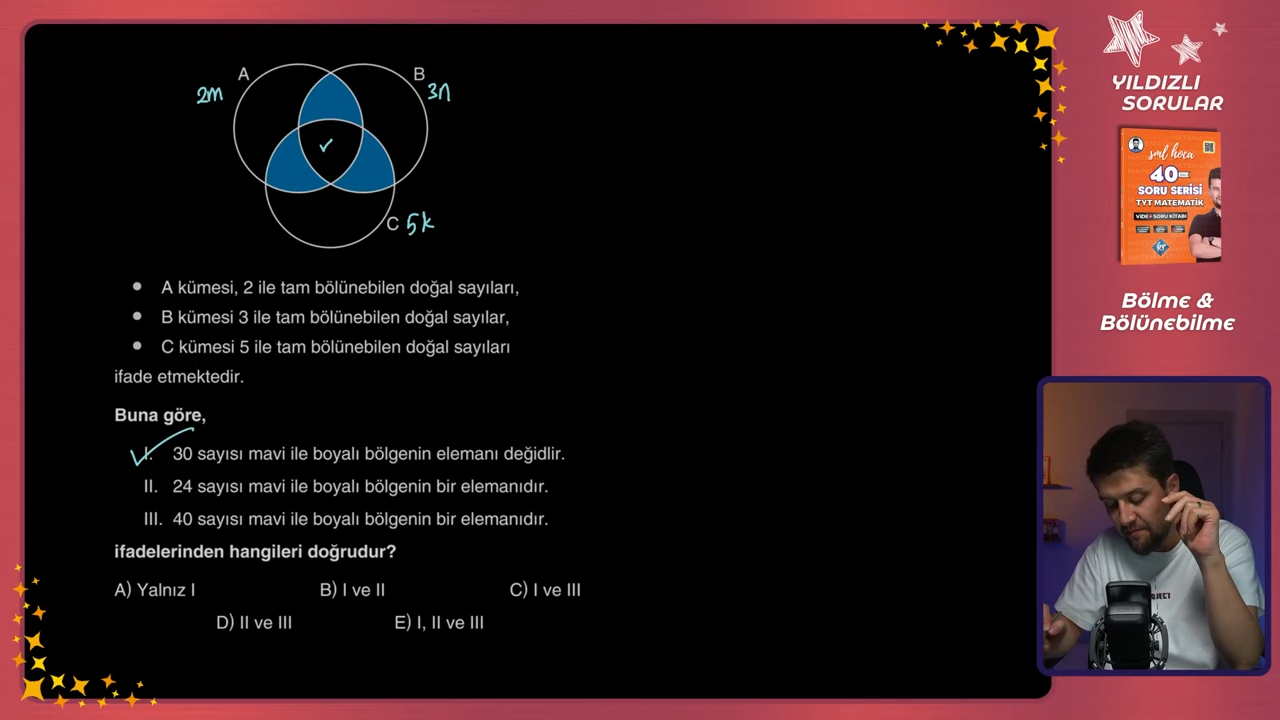 A
B
2m
3n
✓
C 5k
• A kümesi, 2 ile tam bölünebilen doğal sayıları,
• B kümesi 3 ile tam bölünebilen doğal sayılar,
• C kümesi 5 ile tam bölünebilen doğal sayıları
ifade etmektedir.
Buna göre,
I. 30 sayısı mavi ile boyalı bölgenin elemanı değidlir.
II. 24 sayısı mavi ile boyalı bölgenin bir elemanıdır.
III. 40 sayısı mavi ile boyalı bölgenin bir elemanıdır.
ifadelerinden hangileri doğrudur?
A) Yalnız I B) I ve II C) I ve III
D) II ve III E) I, II ve III
YILDIZLI
SORULAR
sml hoca
40
SORU SERİSİ
TYT MATEMATİK
Bölme &
Bölünebilme